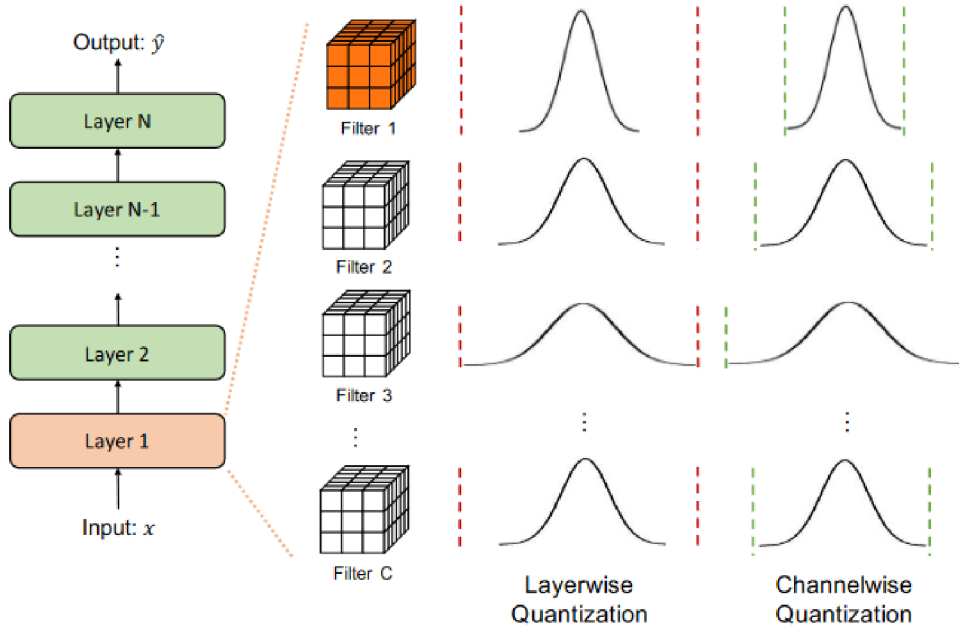 Output: ŷ
Layer N
Layer N-1
⋮
Layer 2
Layer 1
Input: x
Filter 1
Filter 2
Filter 3
⋮
Filter C
⋮
⋮
Layerwise
Quantization
Channelwise
Quantization